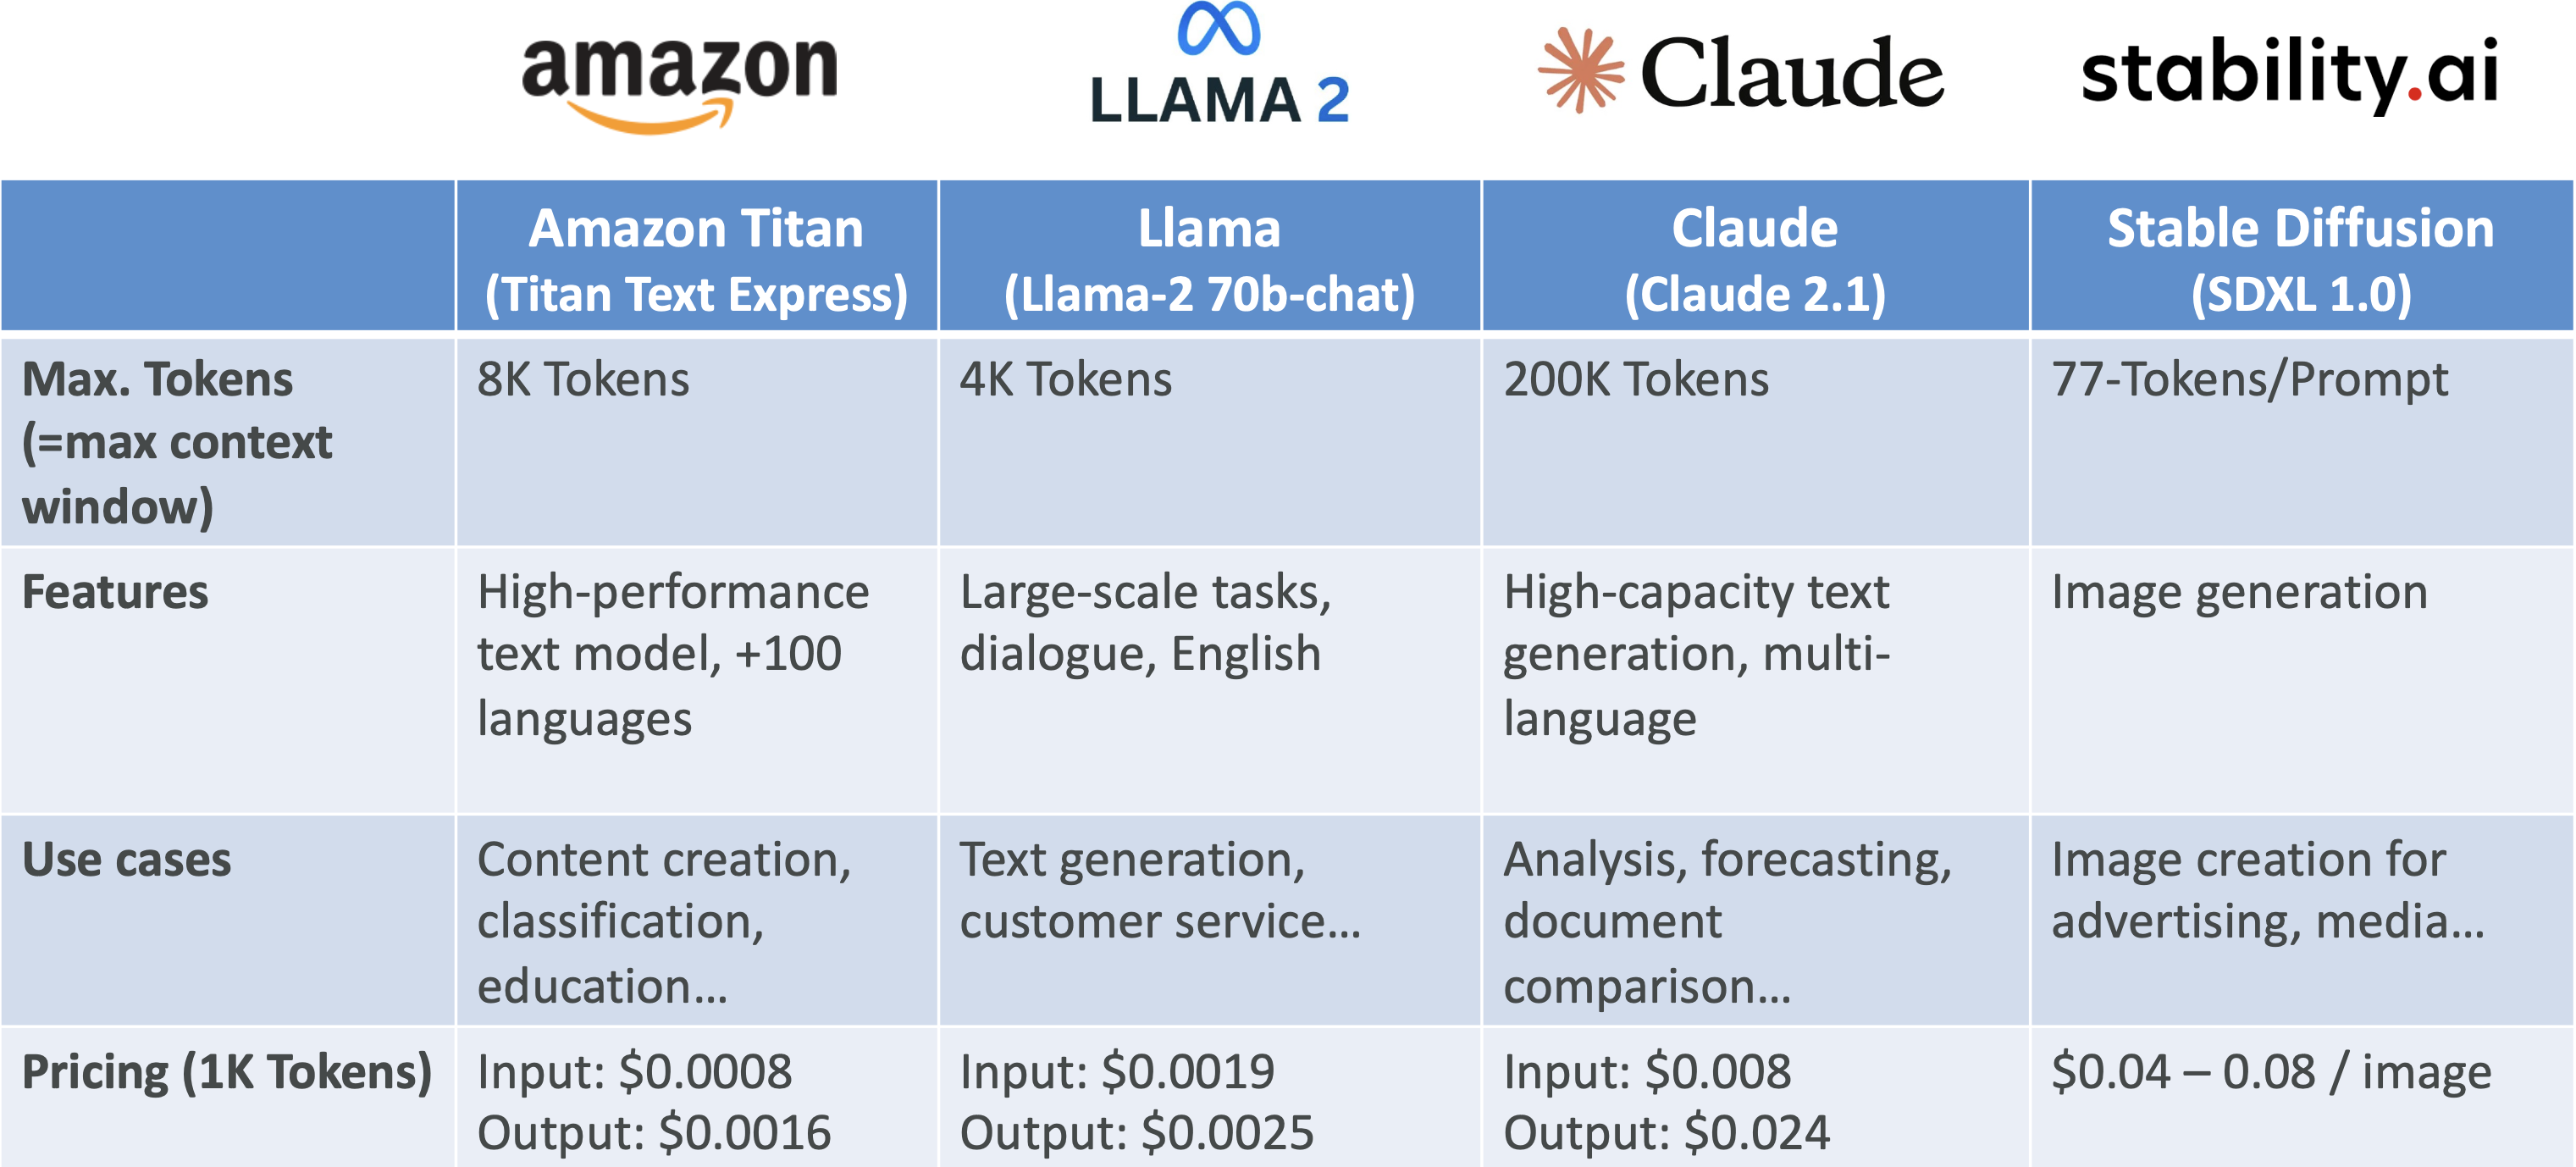 amazon
LLAMA 2
Claude
stability.ai
Amazon Titan
(Titan Text Express)
Llama
(Llama-2 70b-chat)
Claude
(Claude 2.1)
Stable Diffusion
(SDXL 1.0)
Max. Tokens
(=max context
window)
8K Tokens
4K Tokens
200K Tokens
77-Tokens/Prompt
Features
High-performance
text model, +100
languages
Large-scale tasks,
dialogue, English
High-capacity text
generation, multi-
language
Image generation
Use cases
Content creation,
classification,
education…
Text generation,
customer service…
Analysis, forecasting,
document
comparison…
Image creation for
advertising, media…
Pricing (1K Tokens)
Input: $0.0008
Output: $0.0016
Input: $0.0019
Output: $0.0025
Input: $0.008
Output: $0.024
$0.04 – 0.08 / image